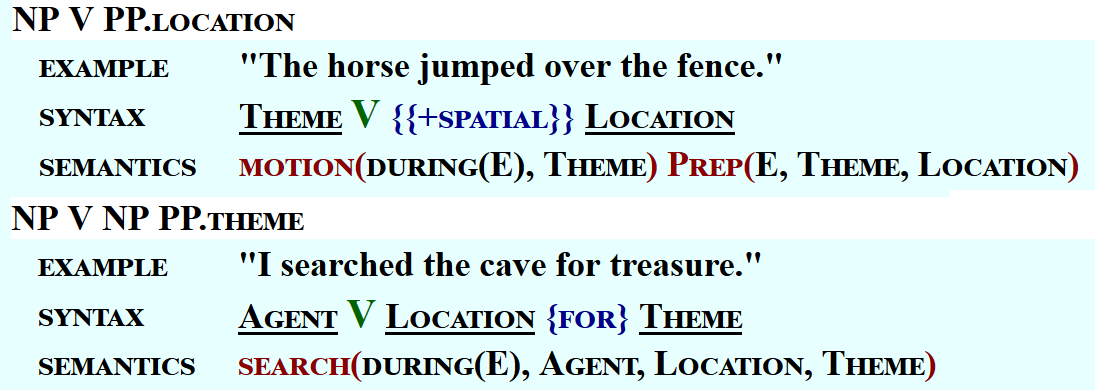 NP V PP.LOCATION
EXAMPLE "The horse jumped over the fence."
SYNTAX THEME V {{+SPATIAL}} LOCATION
SEMANTICS MOTION(DURING(E), THEME) PREP(E, THEME, LOCATION)
NP V NP PP.THEME
EXAMPLE "I searched the cave for treasure."
SYNTAX AGENT V LOCATION {FOR} THEME
SEMANTICS SEARCH(DURING(E), AGENT, LOCATION, THEME)